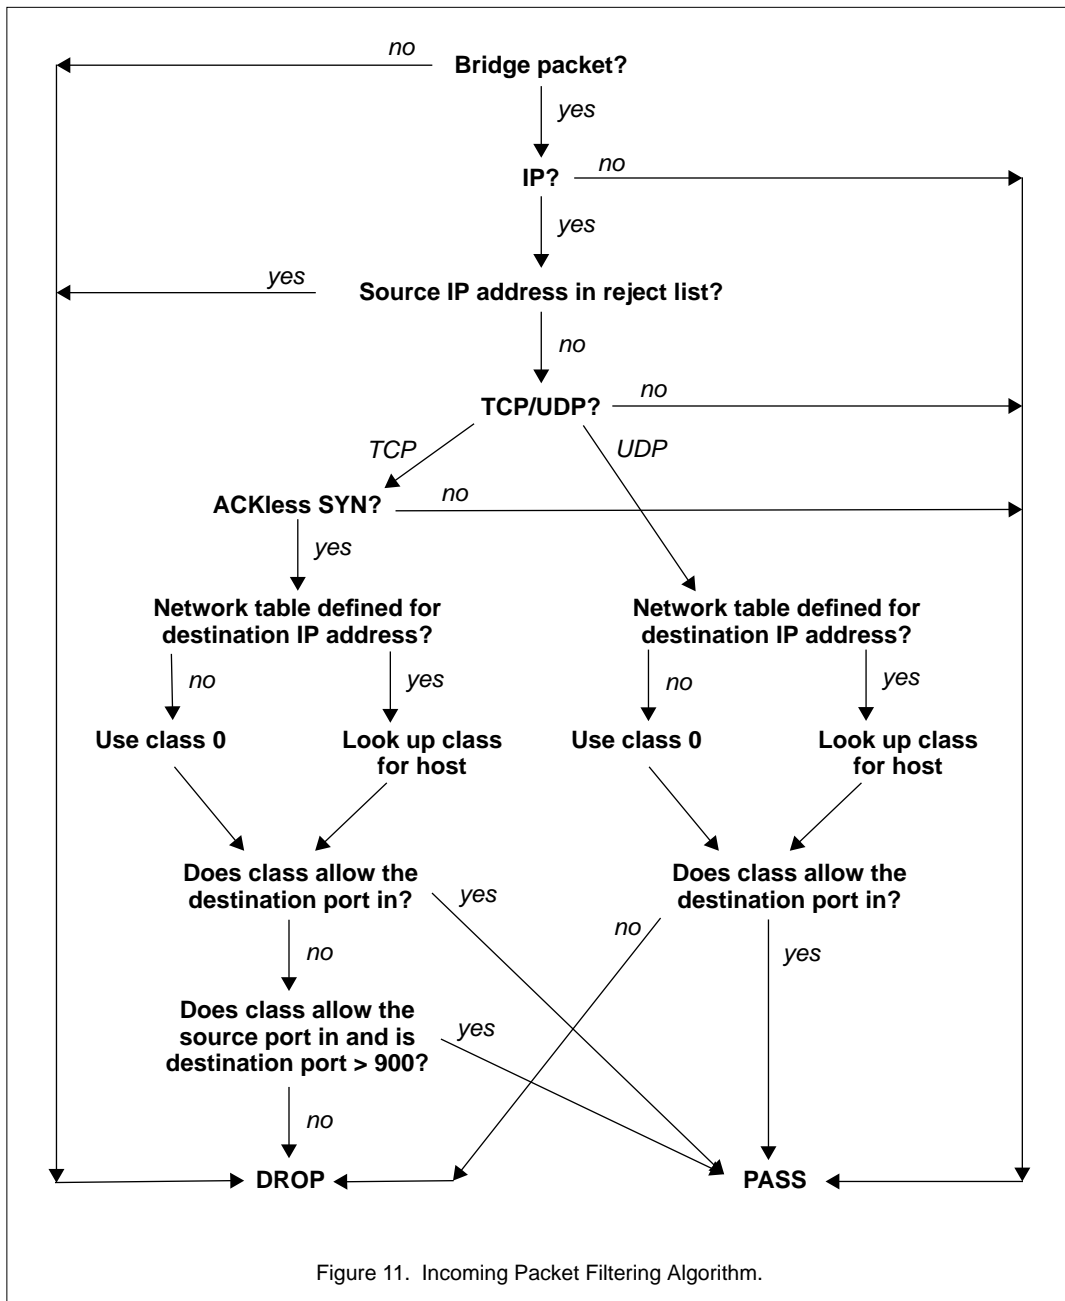 no
Bridge packet?
yes
IP?
no
yes
yes
Source IP address in reject list?
no
TCP/UDP?
no
TCP
UDP
ACKless SYN?
no
yes
Network table defined for
destination IP address?
Network table defined for
destination IP address?
no
yes
no
yes
Use class 0
Look up class
for host
Use class 0
Look up class
for host
Does class allow the
destination port in?
yes
Does class allow the
destination port in?
no
no
yes
Does class allow the
source port in and is
destination port > 900?
yes
no
DROP
PASS
Figure 11. Incoming Packet Filtering Algorithm.